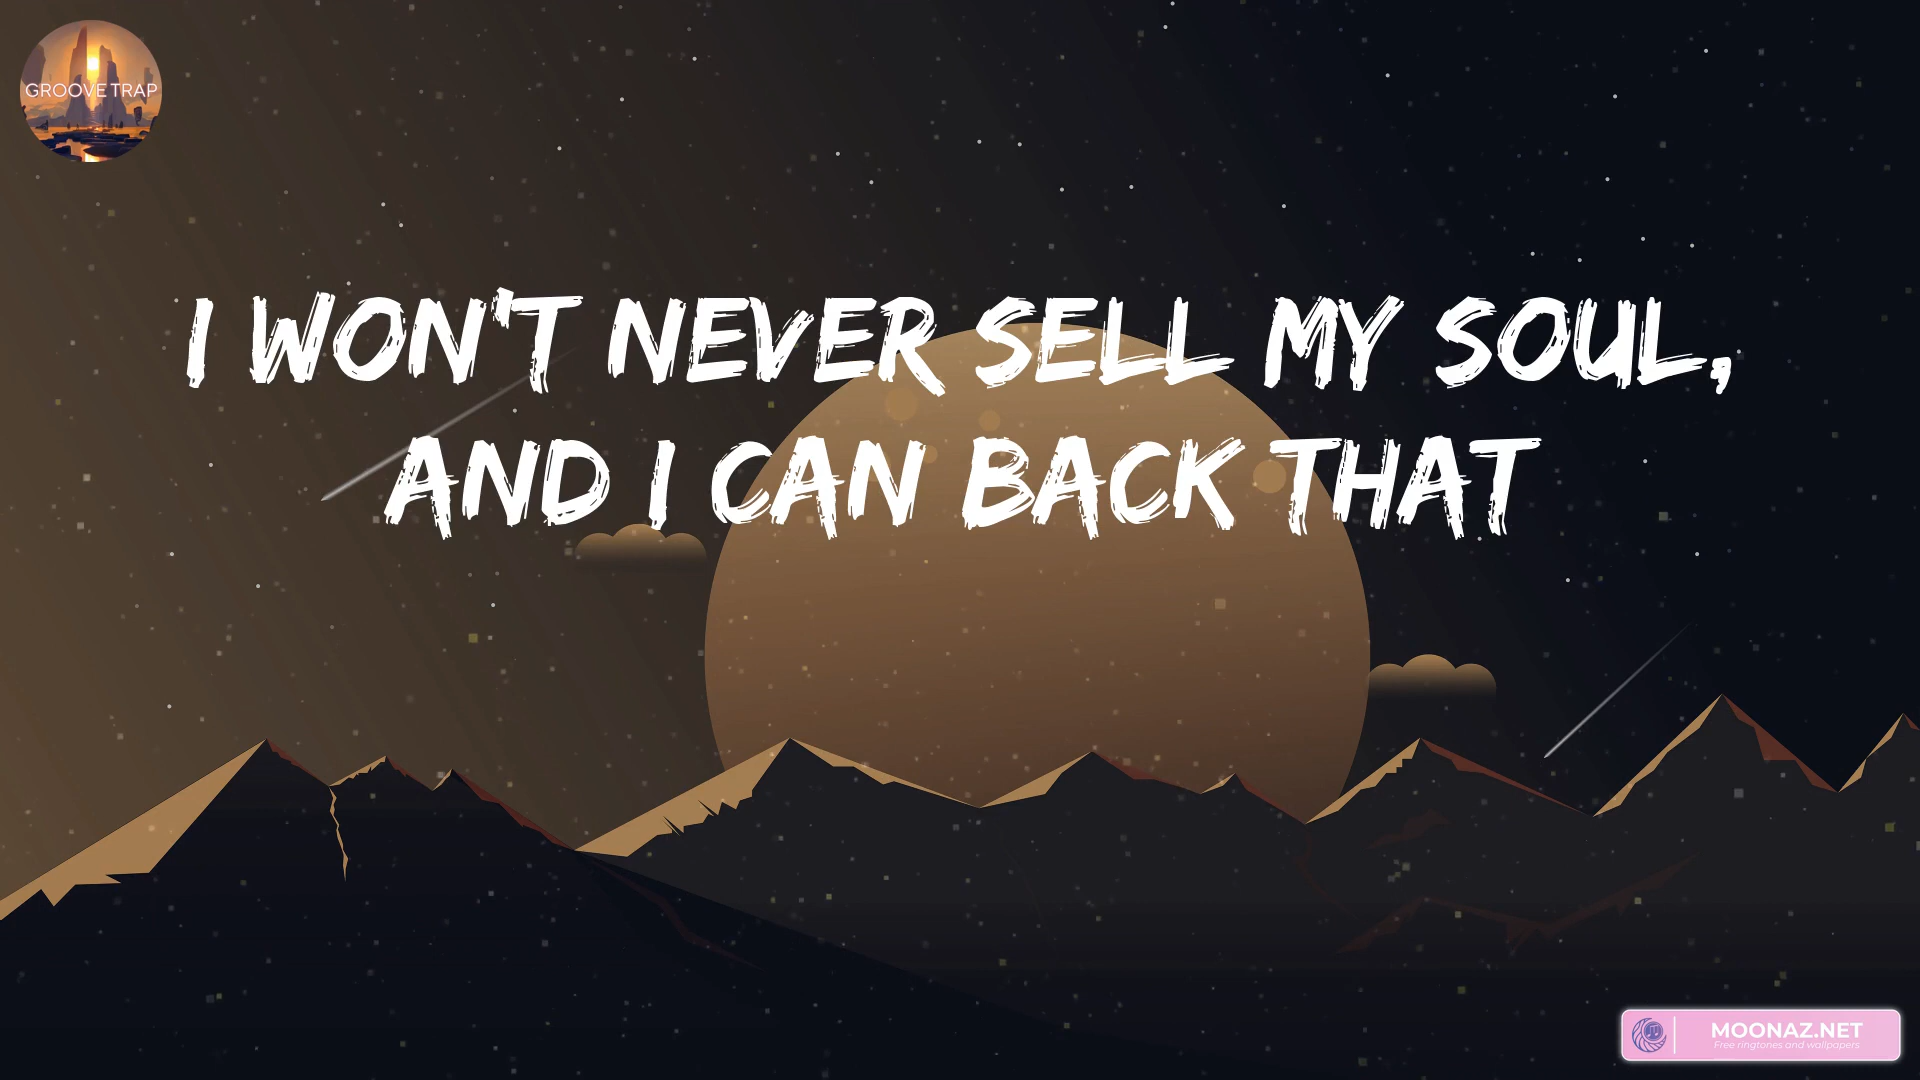 GROOVE TRAP
I WON'T NEVER SELL MY SOUL,
AND I CAN BACK THAT
MOONAZ.NET
Free ringtones and wallpapers